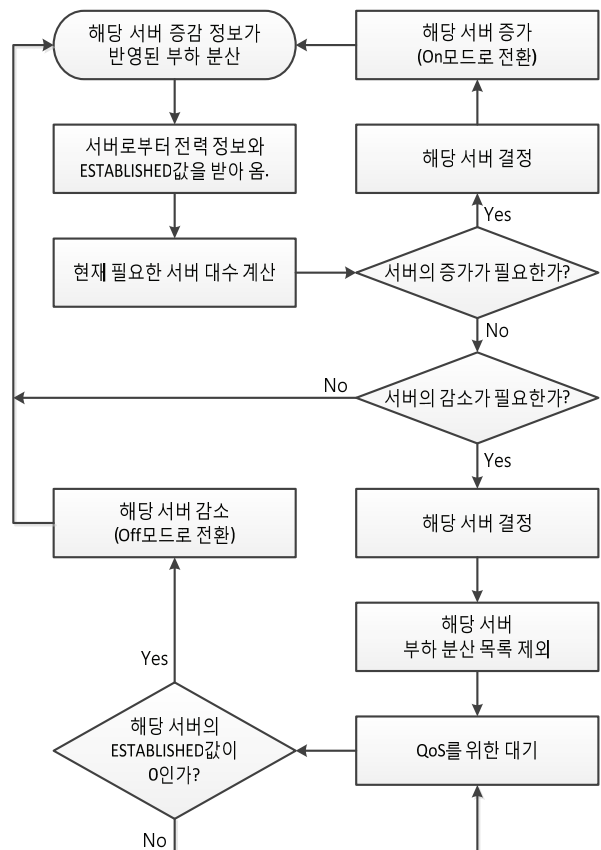 해당 서버 증감 정보가
반영된 부하 분산
해당 서버 증가
(On모드로 전환)
서버로부터 전력 정보와
ESTABLISHED값을 받아 옴.
해당 서버 결정
Yes
현재 필요한 서버 대수 계산
서버의 증가가 필요한가?
No
서버의 감소가 필요한가?
No
Yes
해당 서버 감소
(Off모드로 전환)
해당 서버 결정
해당 서버
부하 분산 목록 제외
Yes
해당 서버의
ESTABLISHED값이
0인가?
QoS를 위한 대기
No